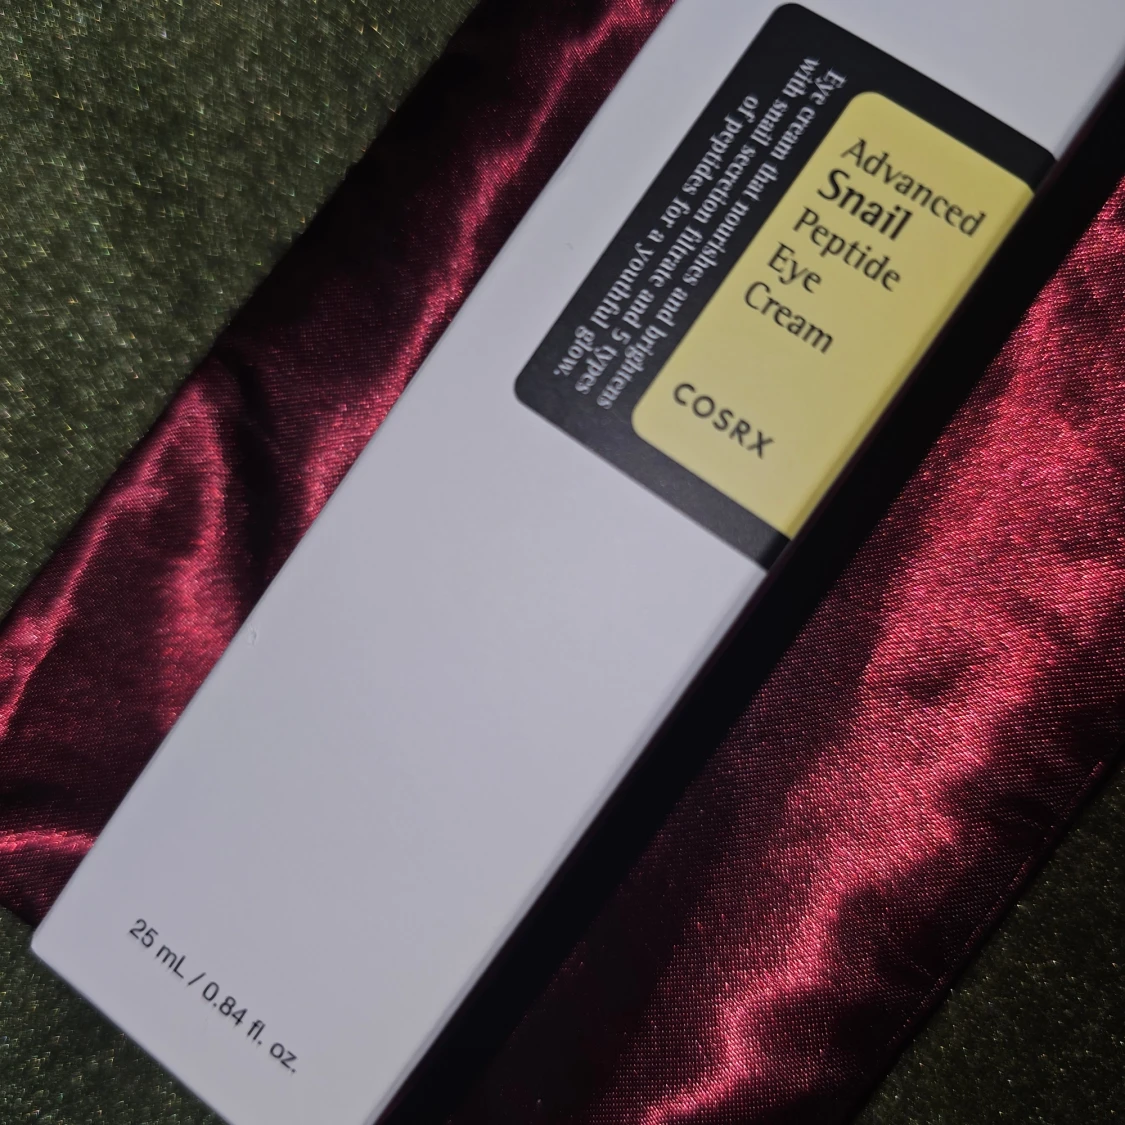 Advanced
Snail
Peptide
Eye
Cream
COSRX
Eye cream that nourishes and brightens
with snail secretion filtrate and 5 types
of peptides for a youthful glow.
25 mL / 0.84 fl. oz.